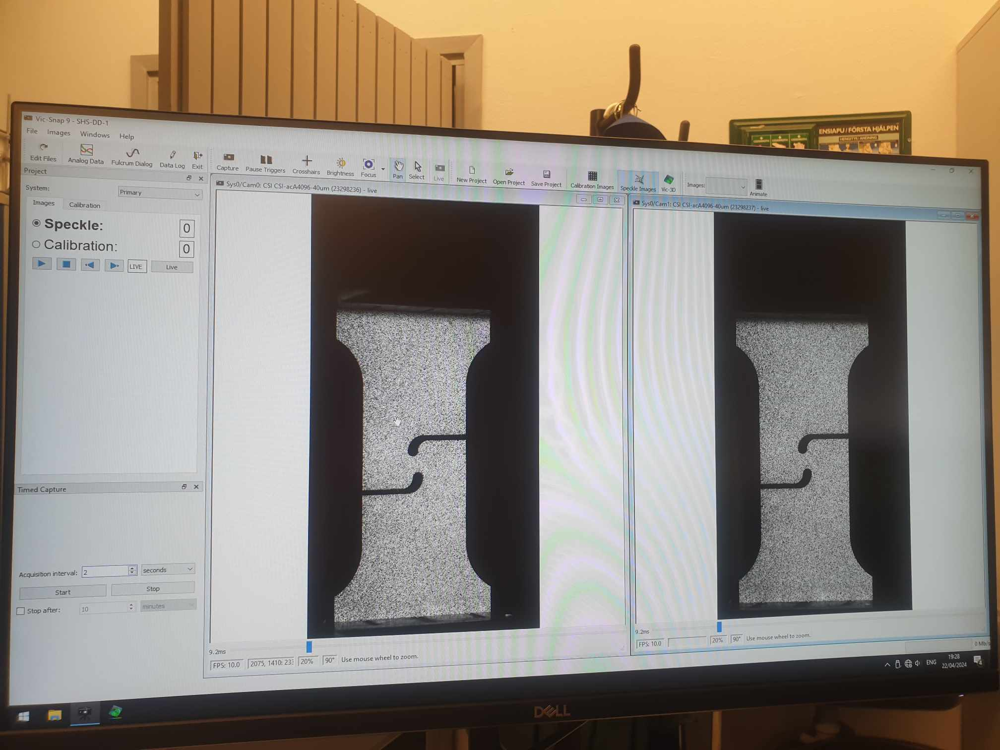 ENSIAPU / FÖRSTA HJÄLPEN
HENGITYS / ANDNING
Vic-Snap 9 - SHS-DD-1
File Images Windows Help
Edit Files Analog Data Fulcrum Dialog Data Log Exit Capture Pause Triggers Crosshairs Brightness Focus Pan Select Live New Project Open Project Save Project Calibration Images Speckle Images Vic-3D Images: Animate
Project
System: Primary
Images Calibration
Speckle: 0
Calibration: 0
LIVE Live
Timed Capture
Acquisition interval: 2 seconds
Start Stop
Stop after: 10 minutes
Sys0/Cam0: CSI CSI-acA4096-40um (23298236) - live
9.2ms
FPS: 10.0 2075, 1410: 23 20% 90° Use mouse wheel to zoom.
Sys0/Cam1: CSI CSI-acA4096-40um (23298237) - live
9.2ms
FPS: 10.0 20% 90° Use mouse wheel to zoom.
0 Mb/s
ENG 19:28
22/04/2024
4
DELL